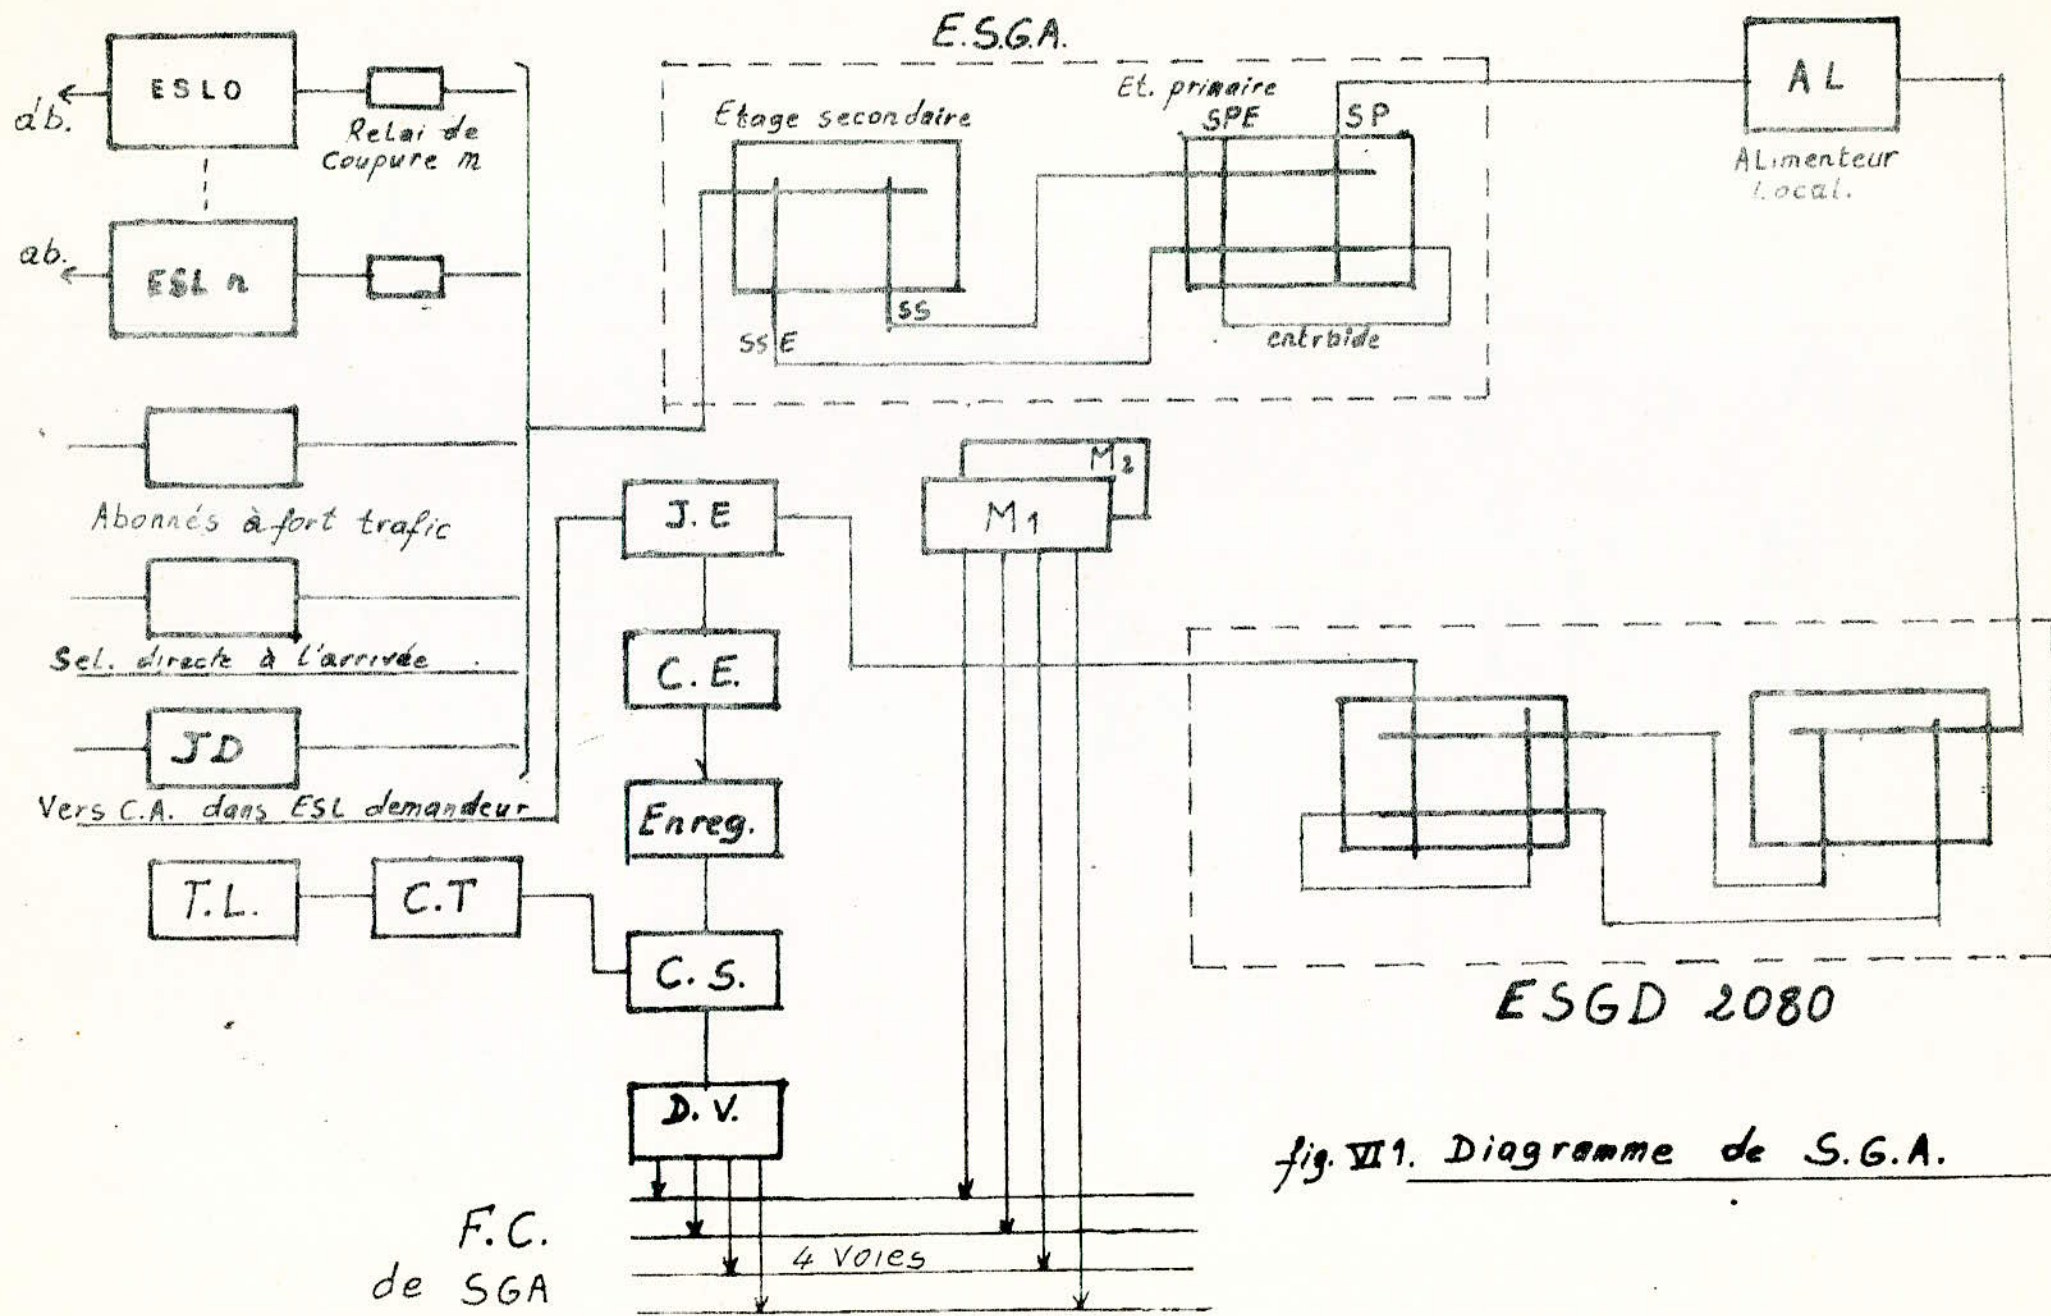 E.S.G.A.
ESL0
ab.
Relai de
Coupure m
Etage secondaire
Et. primaire
SPE
SP
AL
ALimenteur
Local.
ab.
ESL n
SS
SSE
entraide
Abonnés à fort trafic
J.E
M2
M1
Sel. directe à l'arrivée
C.E.
JD
Vers C.A. dans ESL demandeur
Enreg.
T.L.
C.T
C.S.
ESGD 2080
D.V.
fig. VI 1. Diagramme de S.G.A.
F.C.
de SGA
4 Voies